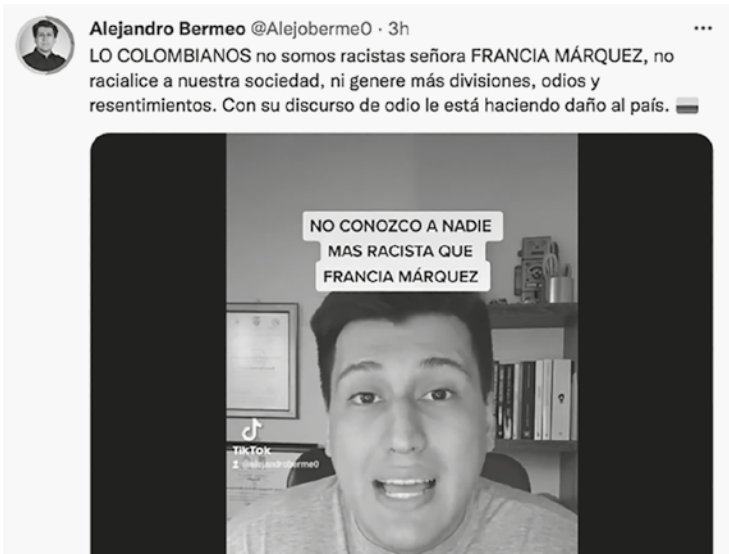 Alejandro Bermeo @Alejoberme0 · 3h
LO COLOMBIANOS no somos racistas señora FRANCIA MÁRQUEZ, no
racialice a nuestra sociedad, ni genere más divisiones, odios y
resentimientos. Con su discurso de odio le está haciendo daño al país.
NO CONOZCO A NADIE
MAS RACISTA QUE
FRANCIA MÁRQUEZ
TikTok
@alejandroberme0